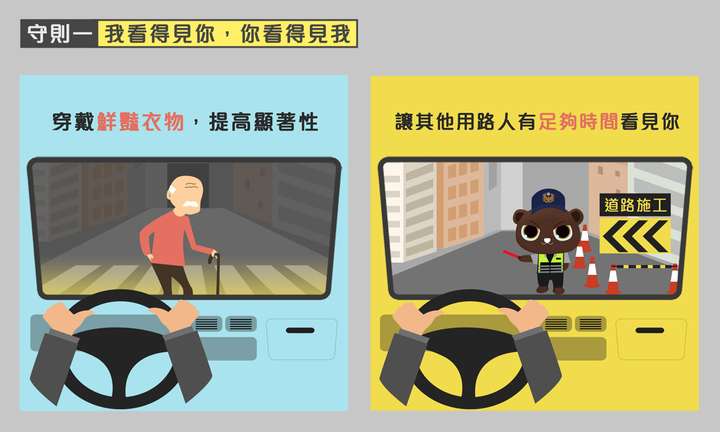 守則一 我看得見你，你看得見我
穿戴鮮豔衣物，提高顯著性
讓其他用路人有足夠時間看見你
道路施工